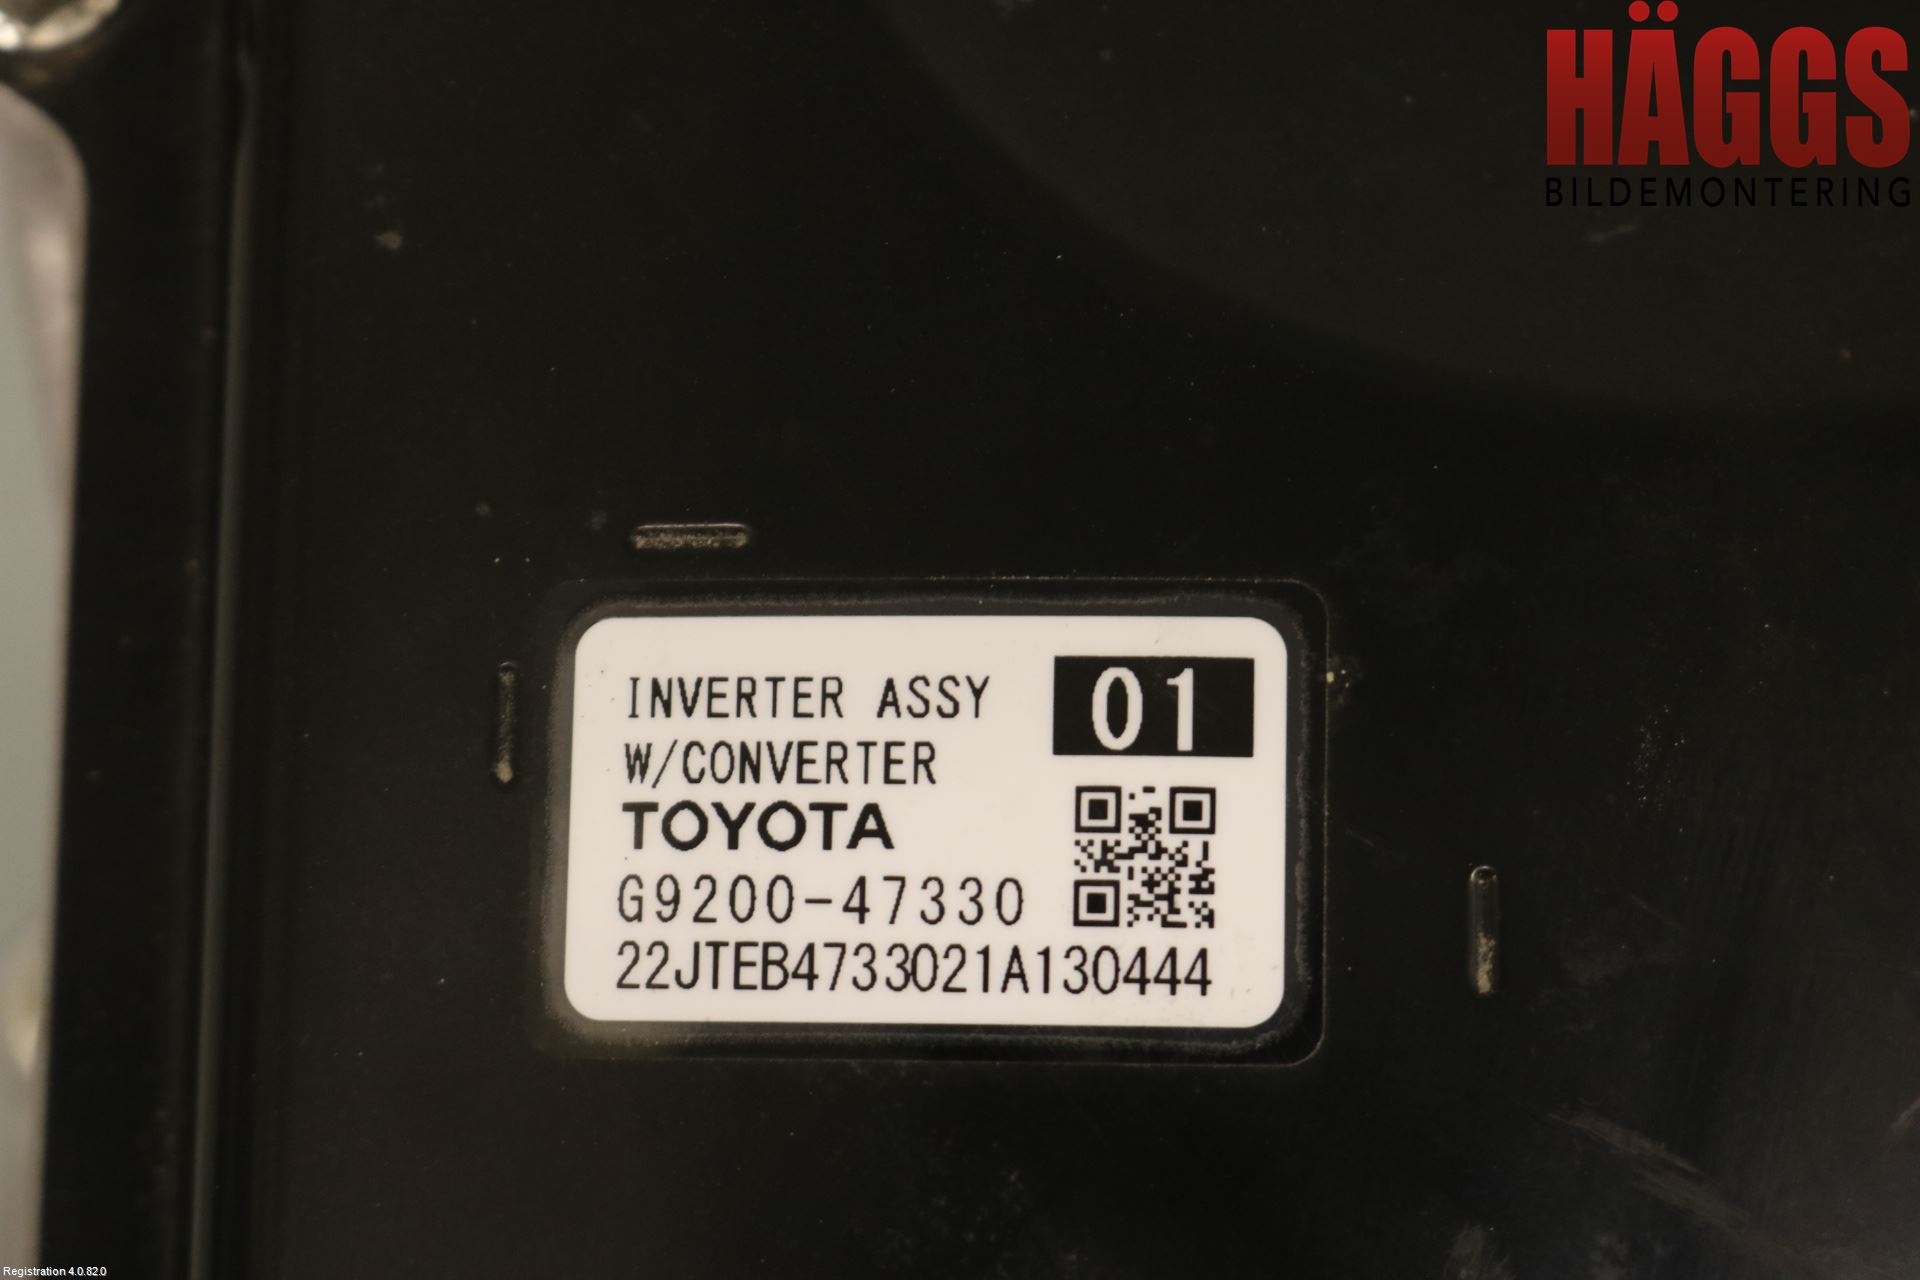 HÄGGS
BILDEMONTERING
INVERTER ASSY
01
W/CONVERTER
TOYOTA
G9200-47330
22JTEB4733021A130444
Registration 4.0.82.0